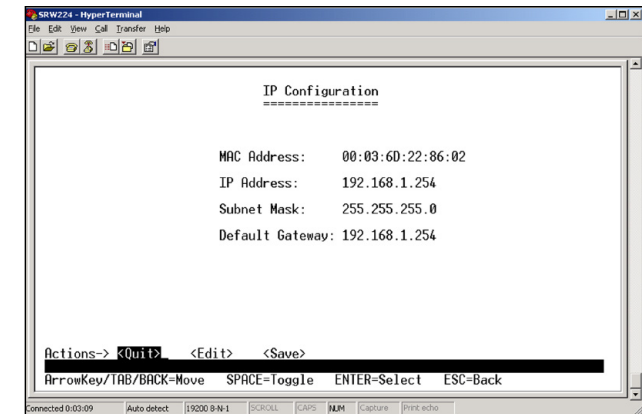 SRW224 - HyperTerminal
File Edit View Call Transfer Help
IP Configuration
================
MAC Address: 00:03:6D:22:86:02
IP Address: 192.168.1.254
Subnet Mask: 255.255.255.0
Default Gateway: 192.168.1.254
Actions-> <Quit>_ <Edit> <Save>
ArrowKey/TAB/BACK=Move SPACE=Toggle ENTER=Select ESC=Back
Connected 0:03:09 Auto detect 19200 8-N-1 SCROLL CAPS NUM Capture Print echo